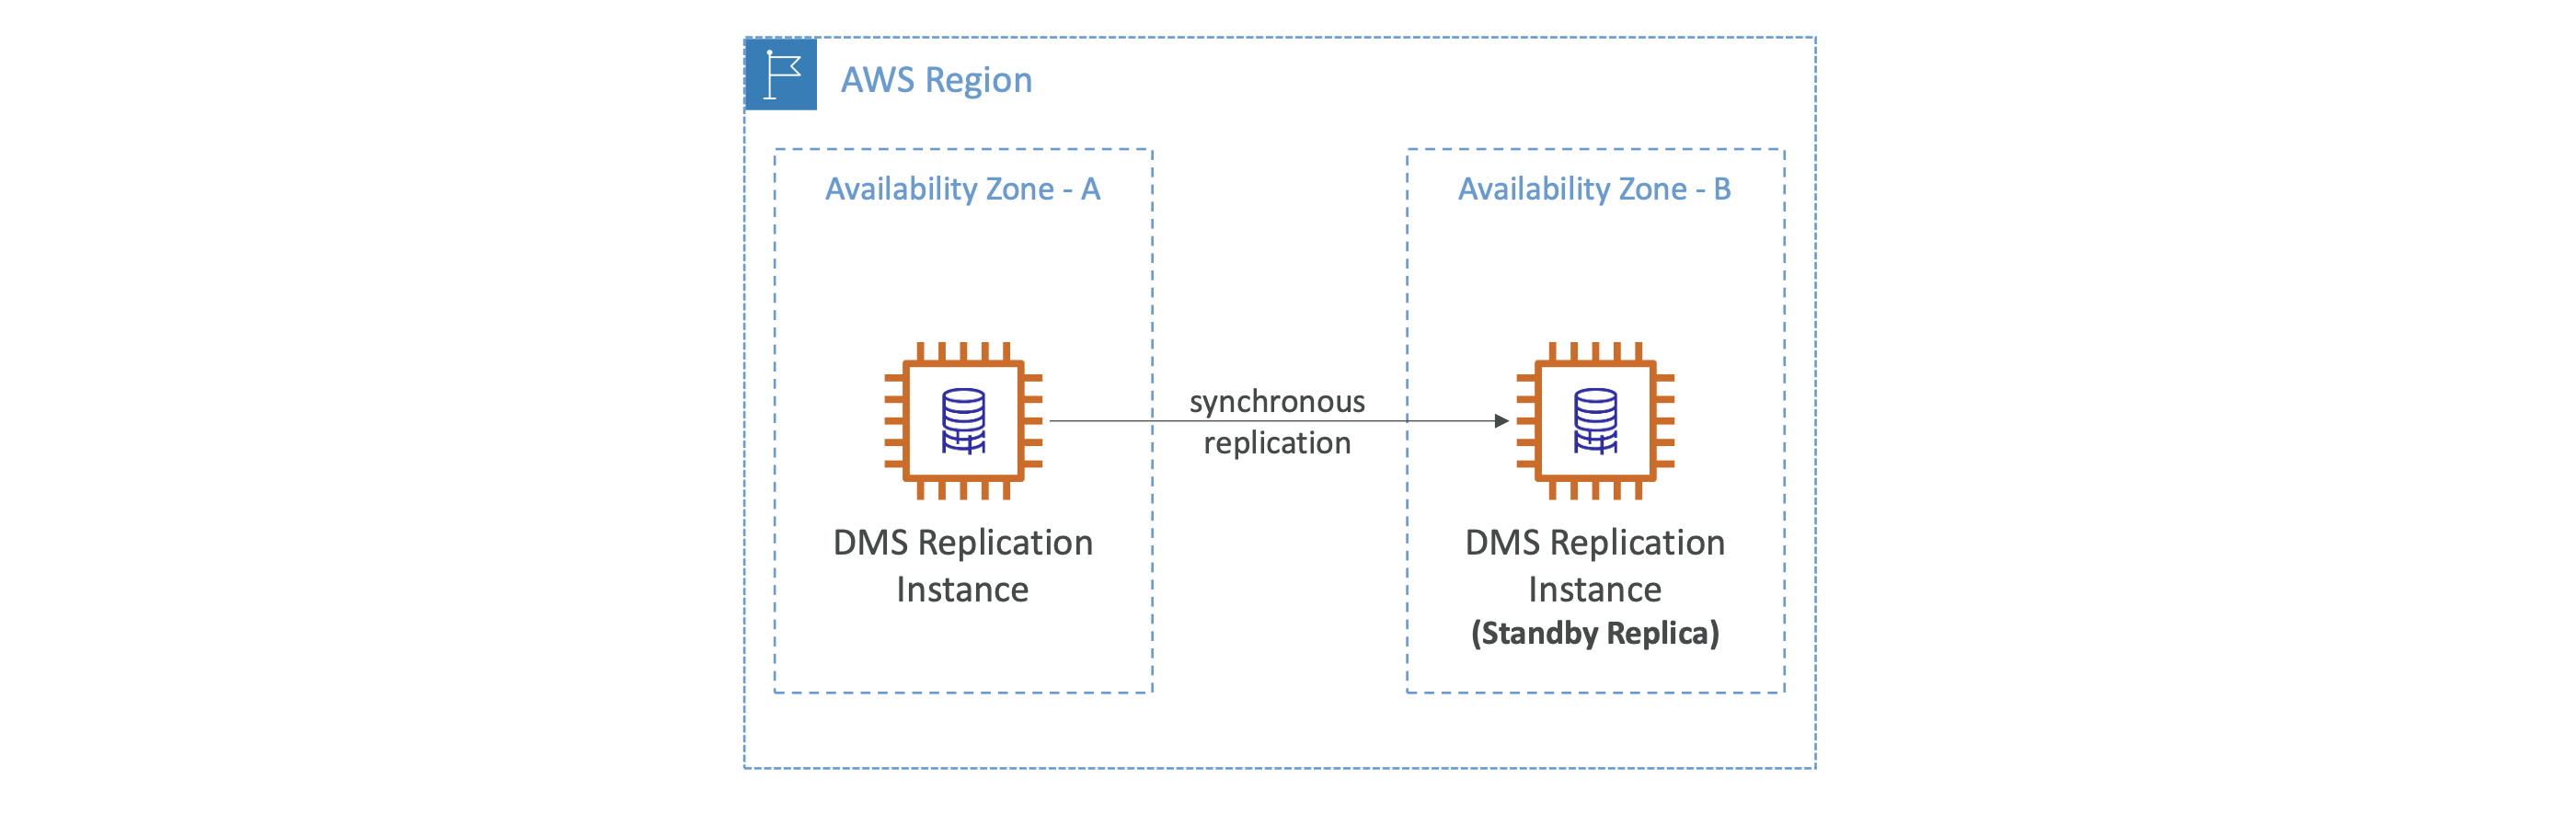 AWS Region
Availability Zone - A
Availability Zone - B
synchronous
replication
DMS Replication
Instance
DMS Replication
Instance
(Standby Replica)